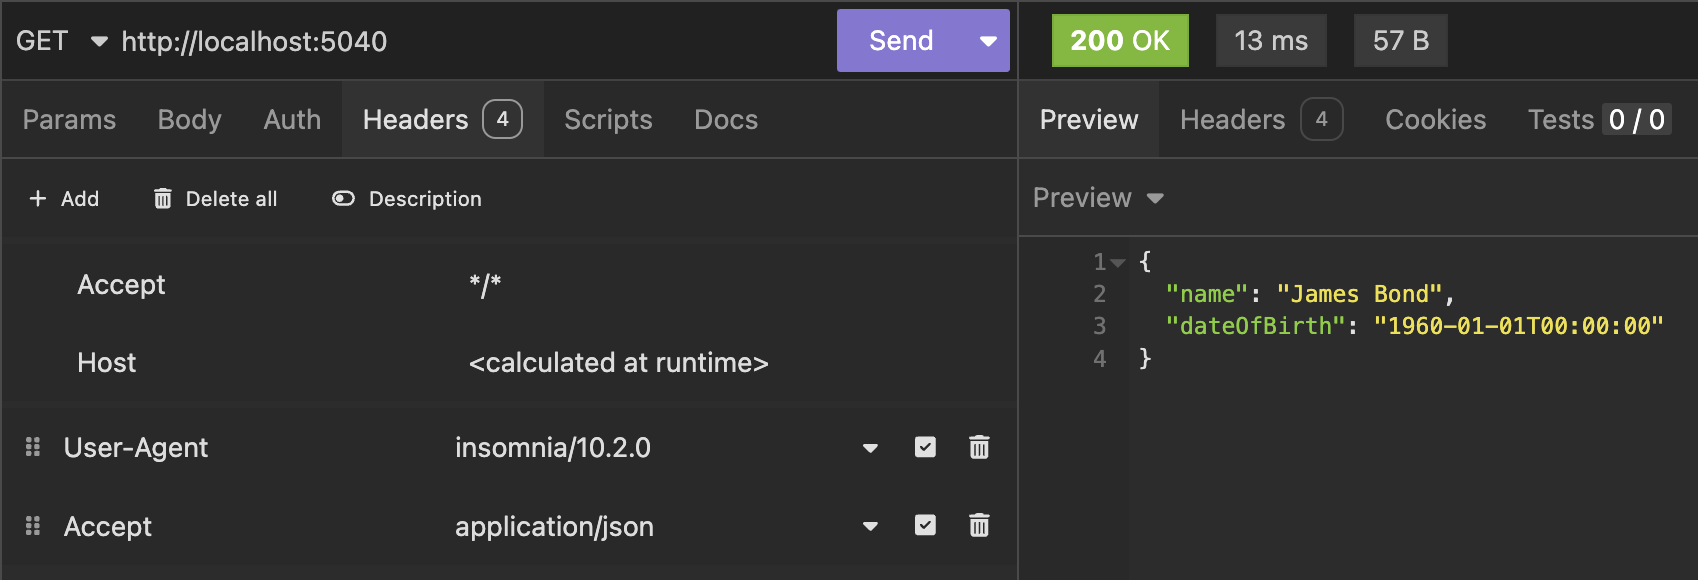 GET http://localhost:5040 Send
200 OK 13 ms 57 B
Params Body Auth Headers 4 Scripts Docs
Preview Headers 4 Cookies Tests 0 / 0
+ Add Delete all Description
Preview
Accept */*
Host <calculated at runtime>
User-Agent insomnia/10.2.0
Accept application/json
1 {
2 "name": "James Bond",
3 "dateOfBirth": "1960-01-01T00:00:00"
4 }